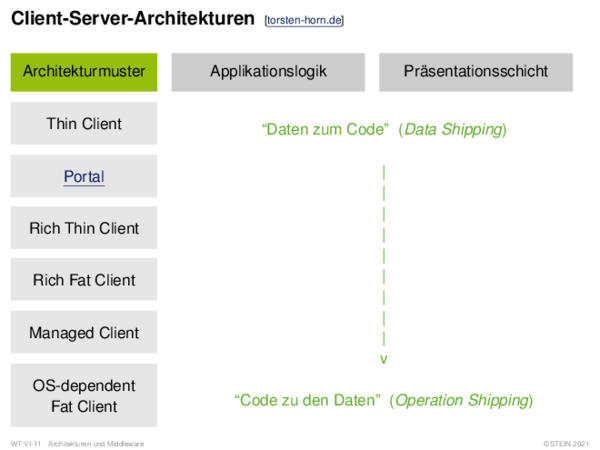 Client-Server-Architekturen [torsten-horn.de]
Architekturmuster Applikationslogik Präsentationsschicht
Thin Client
“Daten zum Code” (Data Shipping)
Portal
Rich Thin Client
Rich Fat Client
Managed Client
OS-dependent
Fat Client
“Code zu den Daten” (Operation Shipping)
WT:VI-11 Architekturen und Middleware ©STEIN 2021